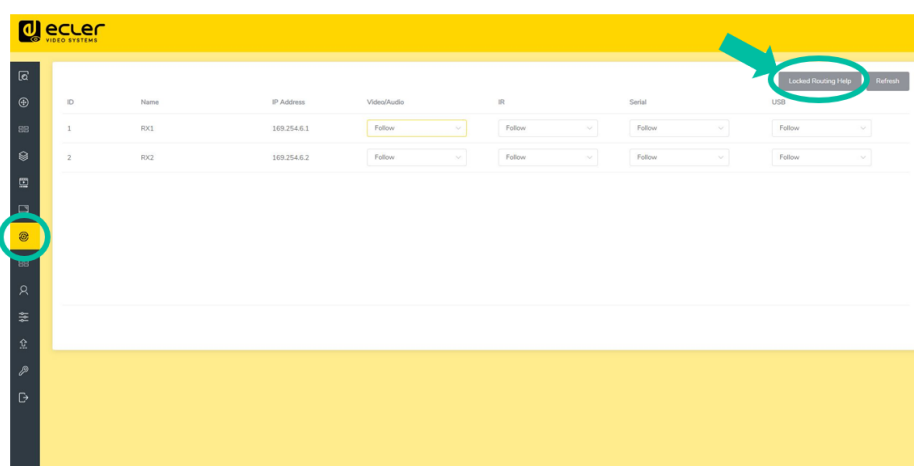 ecler
VIDEO SYSTEMS
Locked Routing Help Refresh
ID Name IP Address Video/Audio IR Serial USB
1 RX1 169.254.6.1 Follow Follow Follow Follow
2 RX2 169.254.6.2 Follow Follow Follow Follow